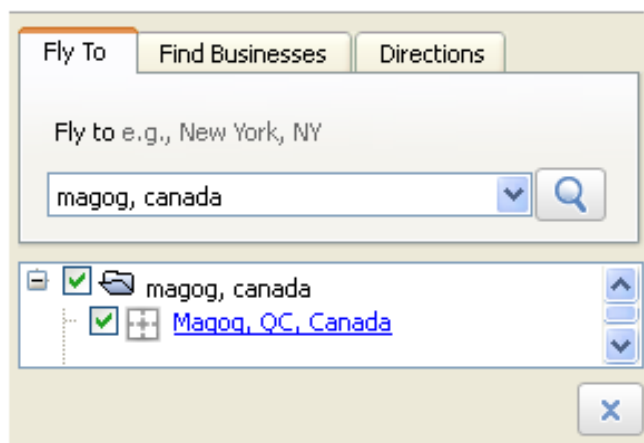 Fly To Find Businesses Directions
Fly to e.g., New York, NY
magog, canada
magog, canada
Magog, QC, Canada